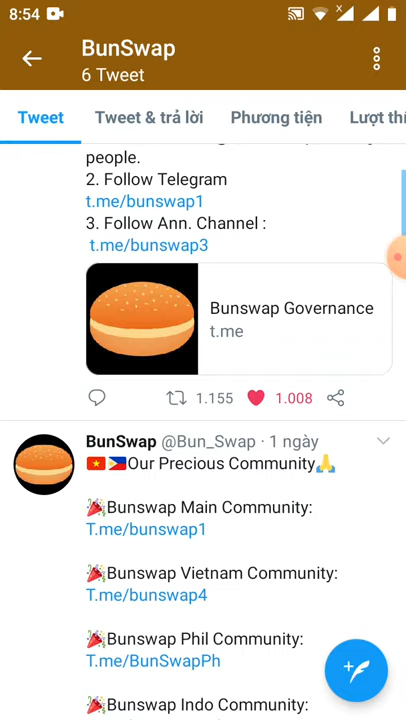 8:54
BunSwap
6 Tweet
Tweet
Tweet & trả lời
Phương tiện
Lượt thí
people.
2. Follow Telegram
t.me/bunswap1
3. Follow Ann. Channel :
t.me/bunswap3
Bunswap Governance
t.me
1.155
1.008
BunSwap @Bun_Swap · 1 ngày
🇻🇳🇵🇭Our Precious Community🙏
🎉Bunswap Main Community:
T.me/bunswap1
🎉Bunswap Vietnam Community:
T.me/bunswap4
🎉Bunswap Phil Community:
T.me/BunSwapPh
🎉Bunswap Indo Community: